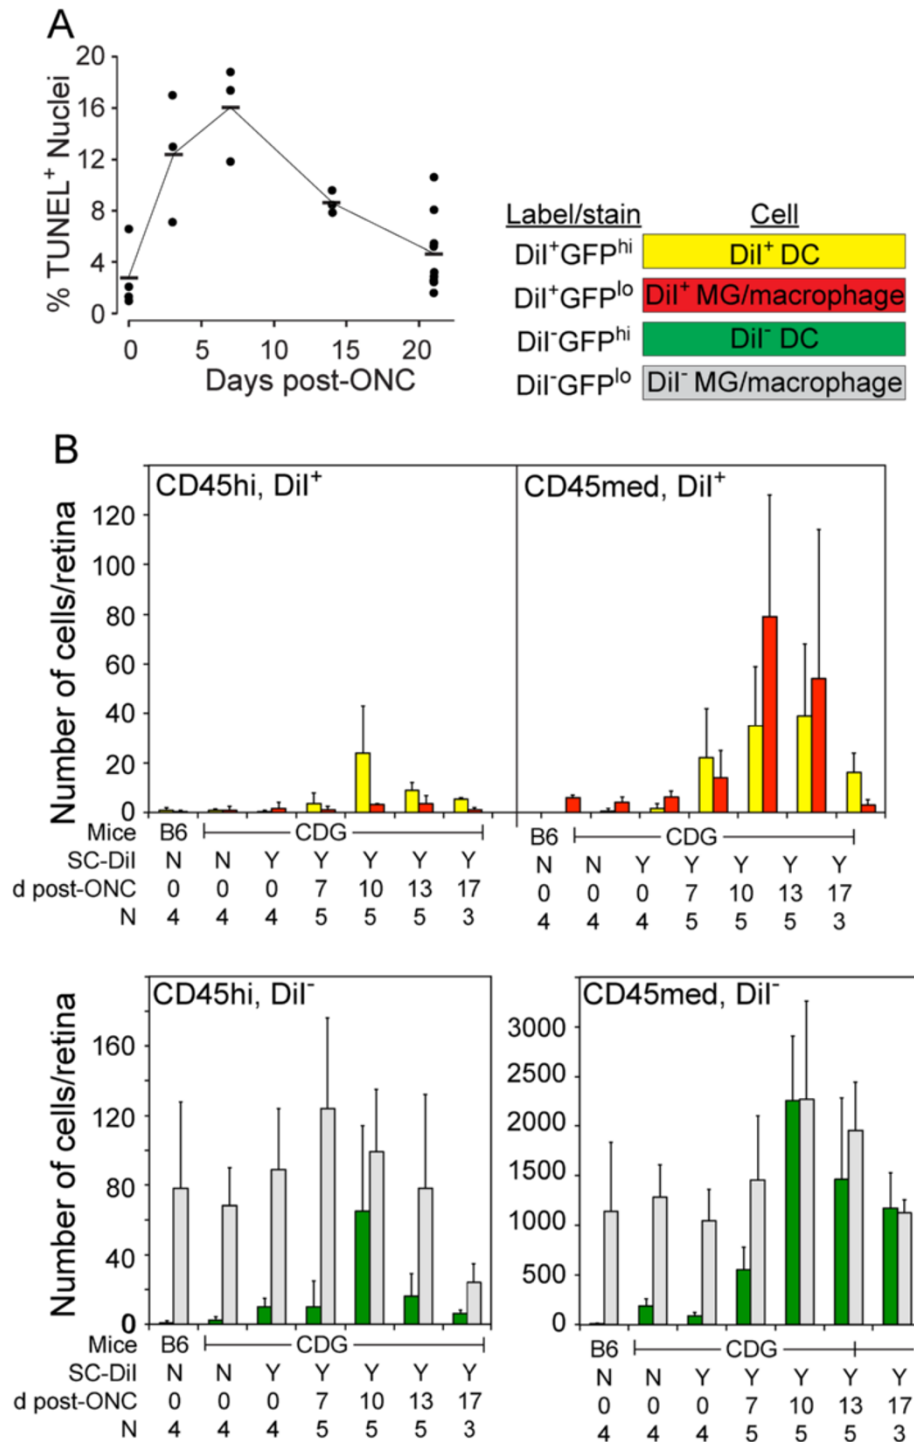 A
% TUNEL+ Nuclei
20
16
12
8
4
0
0 5 10 15 20
Days post-ONC
Label/stain Cell
DiI+GFPhi DiI+ DC
DiI+GFPlo DiI+ MG/macrophage
DiI-GFPhi DiI- DC
DiI-GFPlo DiI- MG/macrophage
B
Number of cells/retina
120
80
60
40
20
0
CD45hi, DiI+
CD45med, DiI+
Mice B6 CDG
SC-DiI N N Y Y Y Y Y
d post-ONC 0 0 0 7 10 13 17
N 4 4 4 5 5 5 3
B6 CDG
N N Y Y Y Y Y
0 0 0 7 10 13 17
4 4 4 5 5 5 3
Number of cells/retina
160
120
80
40
0
CD45hi, DiI-
Mice B6 CDG
SC-DiI N N Y Y Y Y Y
d post-ONC 0 0 0 7 10 13 17
N 4 4 4 5 5 5 3
CD45med, DiI-
3000
2500
2000
1500
1000
500
0
B6 CDG
N N Y Y Y Y Y
0 0 0 7 10 13 17
4 4 4 5 5 5 3